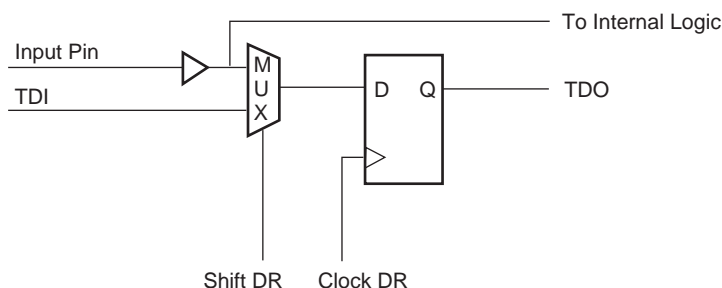 To Internal Logic
Input Pin
TDI
M
U
X
D Q
TDO
Shift DR Clock DR